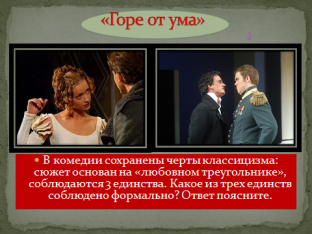 «Горе от ума»
В комедии сохранены черты классицизма:
сюжет основан на «любовном треугольнике»,
соблюдаются 3 единства. Какое из трех единств
соблюдено формально? Ответ поясните.